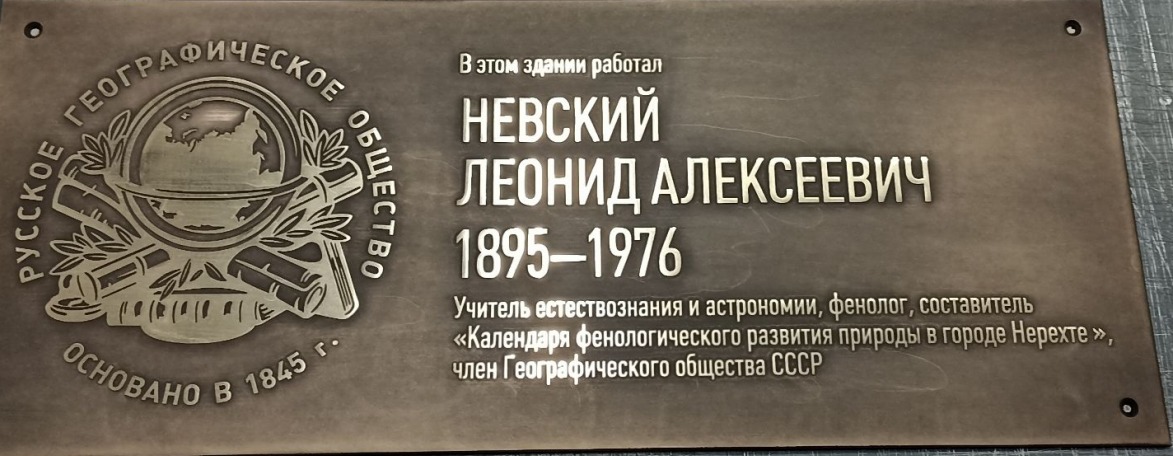 РУССКОЕ ГЕОГРАФИЧЕСКОЕ ОБЩЕСТВО
ОСНОВАНО В 1845 г.
В этом здании работал
НЕВСКИЙ
ЛЕОНИД АЛЕКСЕЕВИЧ
1895—1976
Учитель естествознания и астрономии, фенолог, составитель
«Календаря фенологического развития природы в городе Нерехте »,
член Географического общества СССР